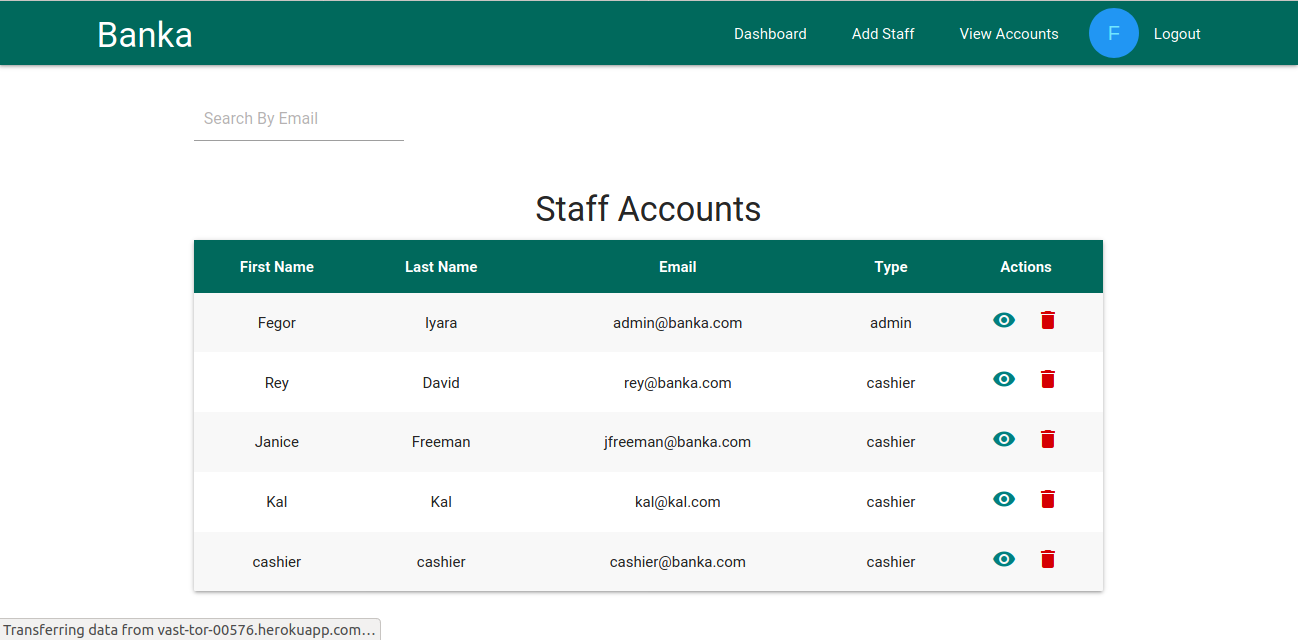 Banka Dashboard Add Staff View Accounts F Logout
Search By Email
Staff Accounts
First Name Last Name Email Type Actions
Fegor Iyara admin@banka.com admin
Rey David rey@banka.com cashier
Janice Freeman jfreeman@banka.com cashier
Kal Kal kal@kal.com cashier
cashier cashier cashier@banka.com cashier
Transferring data from vast-tor-00576.herokuapp.com…